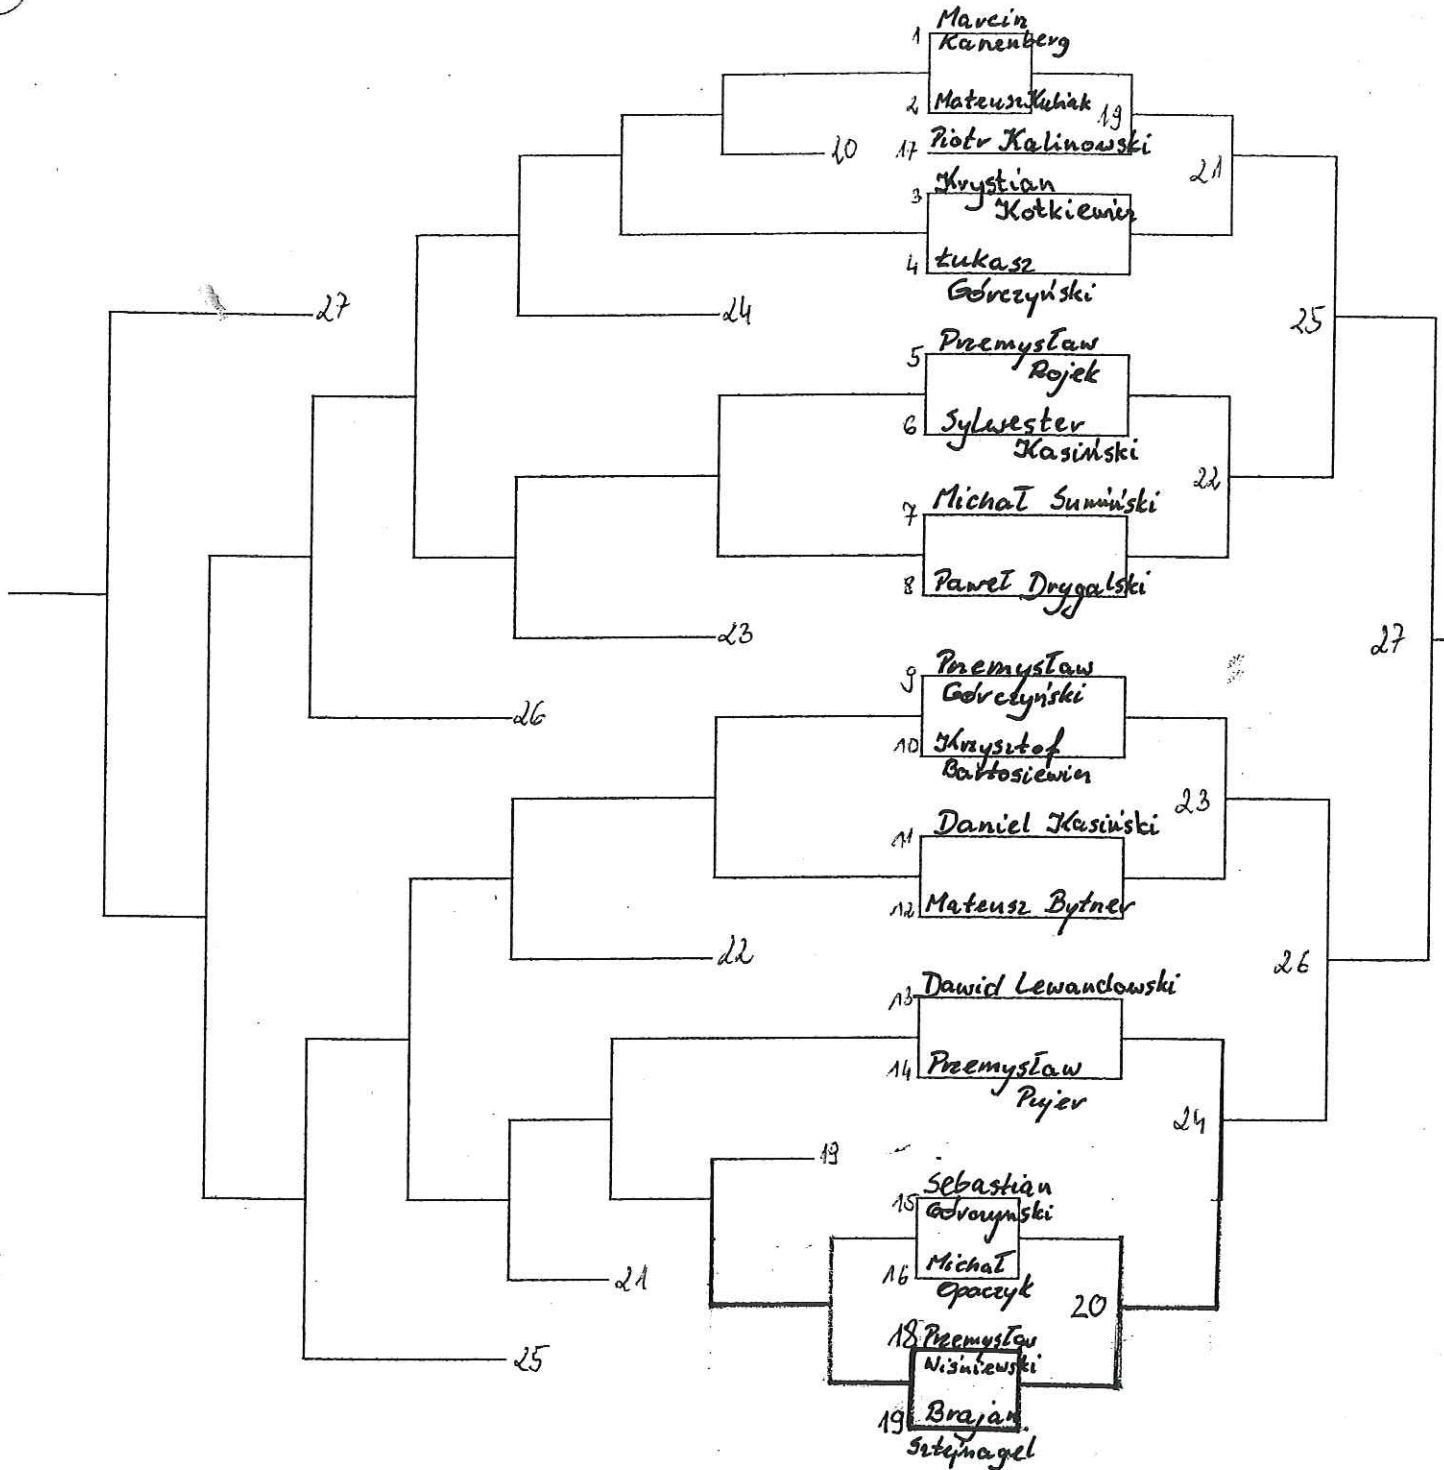 1 Marcin
Kanenberg
2 Mateusz Kubiak
19
20
17 Piotr Kalinowski
21
3 Krystian
Kotkiewicz
4 Łukasz
Górczyński
27
24
25
5 Przemysław
Rojek
6 Sylwester
Kasiński
22
7 Michał Sumiński
8 Paweł Drygalski
23
27
9 Przemysław
Górczyński
26
10 Krzysztof
Bartosiewicz
23
11 Daniel Kasiński
12 Mateusz Bytner
22
26
13 Dawid Lewandowski
14 Przemysław
Pujer
24
19
15 Sebastian
Górczyński
16 Michał
Opaczyk
21
20
18 Przemysław
Wiśniewski
25
19 Brajan
Sztejnagel